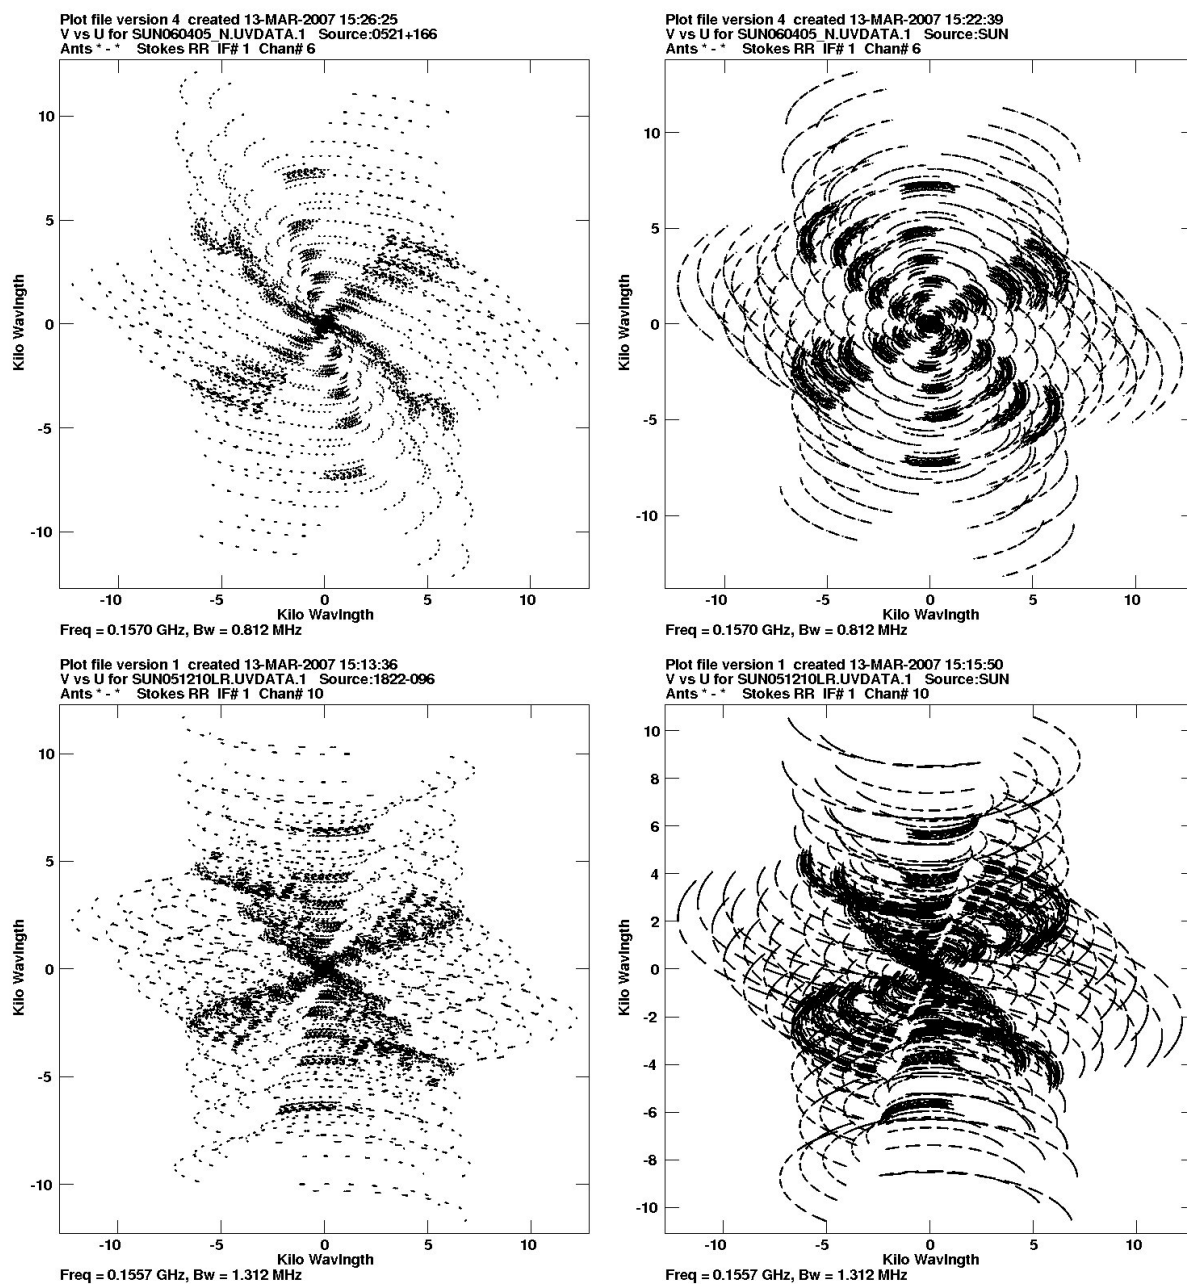 Plot file version 4 created 13-MAR-2007 15:26:25
V vs U for SUN060405_N.UVDATA.1 Source:0521+166
Ants * - * Stokes RR IF# 1 Chan# 6
10
5
0
-5
-10
Kilo Wavlngth
-10 -5 0 5 10
Kilo Wavlngth
Freq = 0.1570 GHz, Bw = 0.812 MHz
Plot file version 4 created 13-MAR-2007 15:22:39
V vs U for SUN060405_N.UVDATA.1 Source:SUN
Ants * - * Stokes RR IF# 1 Chan# 6
10
5
0
-5
-10
Kilo Wavlngth
-10 -5 0 5 10
Kilo Wavlngth
Freq = 0.1570 GHz, Bw = 0.812 MHz
Plot file version 1 created 13-MAR-2007 15:13:36
V vs U for SUN051210LR.UVDATA.1 Source:1822-096
Ants * - * Stokes RR IF# 1 Chan# 10
10
5
0
-5
-10
Kilo Wavlngth
-10 -5 0 5 10
Kilo Wavlngth
Freq = 0.1557 GHz, Bw = 1.312 MHz
Plot file version 1 created 13-MAR-2007 15:15:50
V vs U for SUN051210LR.UVDATA.1 Source:SUN
Ants * - * Stokes RR IF# 1 Chan# 10
10
8
6
4
2
0
-2
-4
-6
-8
-10
Kilo Wavlngth
-10 -5 0 5 10
Kilo Wavlngth
Freq = 0.1557 GHz, Bw = 1.312 MHz